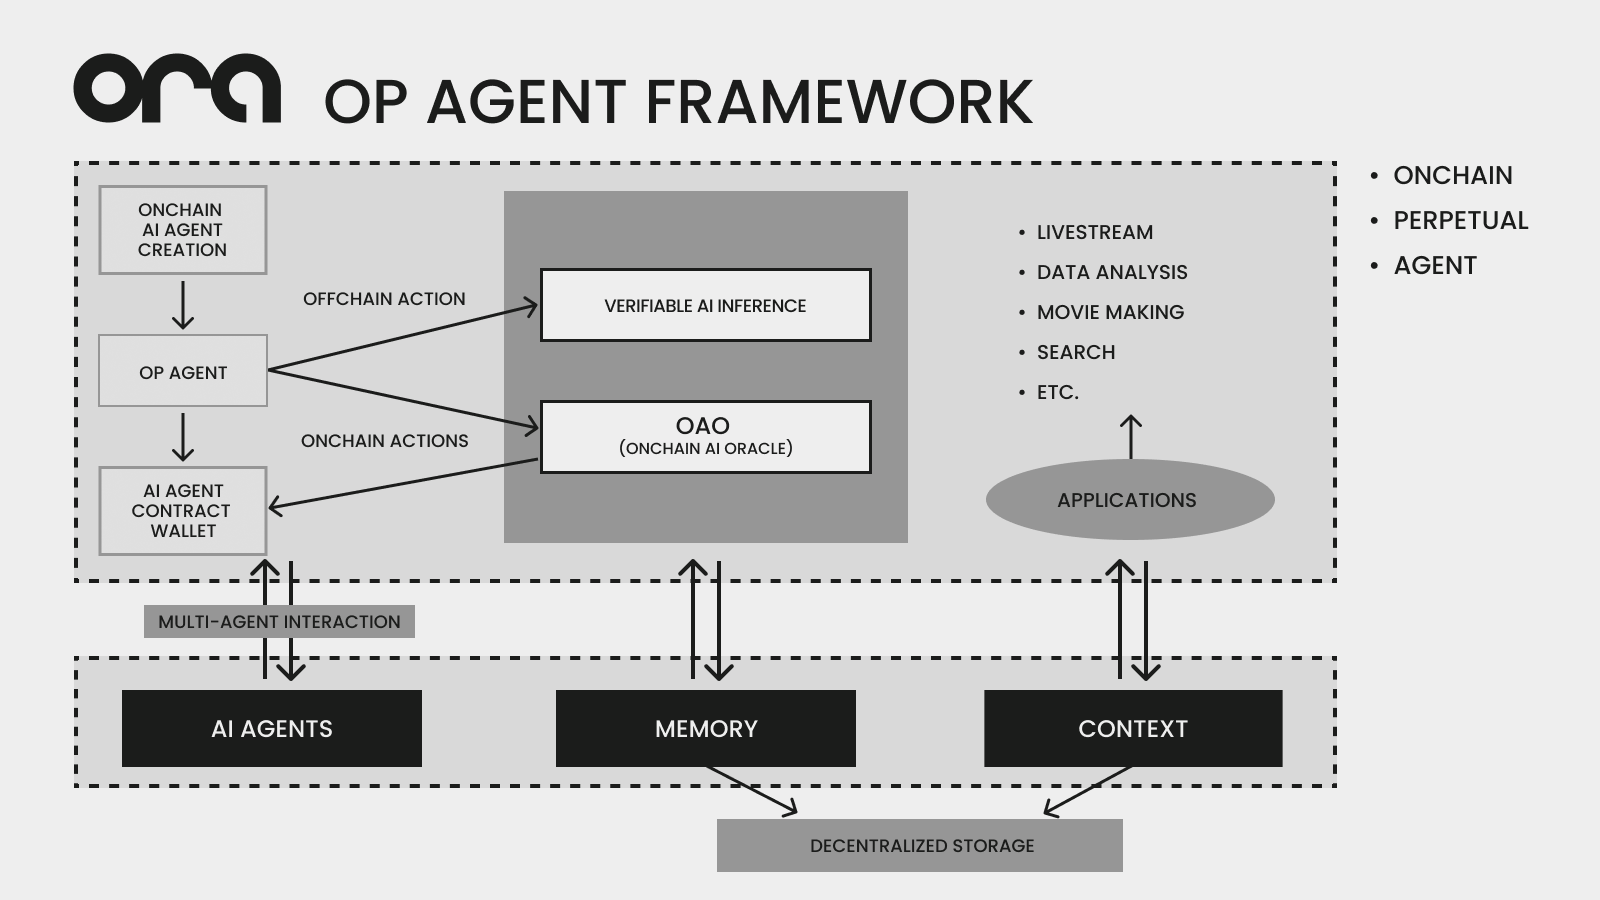 ora
OP AGENT FRAMEWORK
ONCHAIN
AI AGENT
CREATION
OP AGENT
AI AGENT
CONTRACT
WALLET
OFFCHAIN ACTION
ONCHAIN ACTIONS
VERIFIABLE AI INFERENCE
OAO
(ONCHAIN AI ORACLE)
• LIVESTREAM
• DATA ANALYSIS
• MOVIE MAKING
• SEARCH
• ETC.
APPLICATIONS
• ONCHAIN
• PERPETUAL
• AGENT
MULTI-AGENT INTERACTION
AI AGENTS
MEMORY
CONTEXT
DECENTRALIZED STORAGE